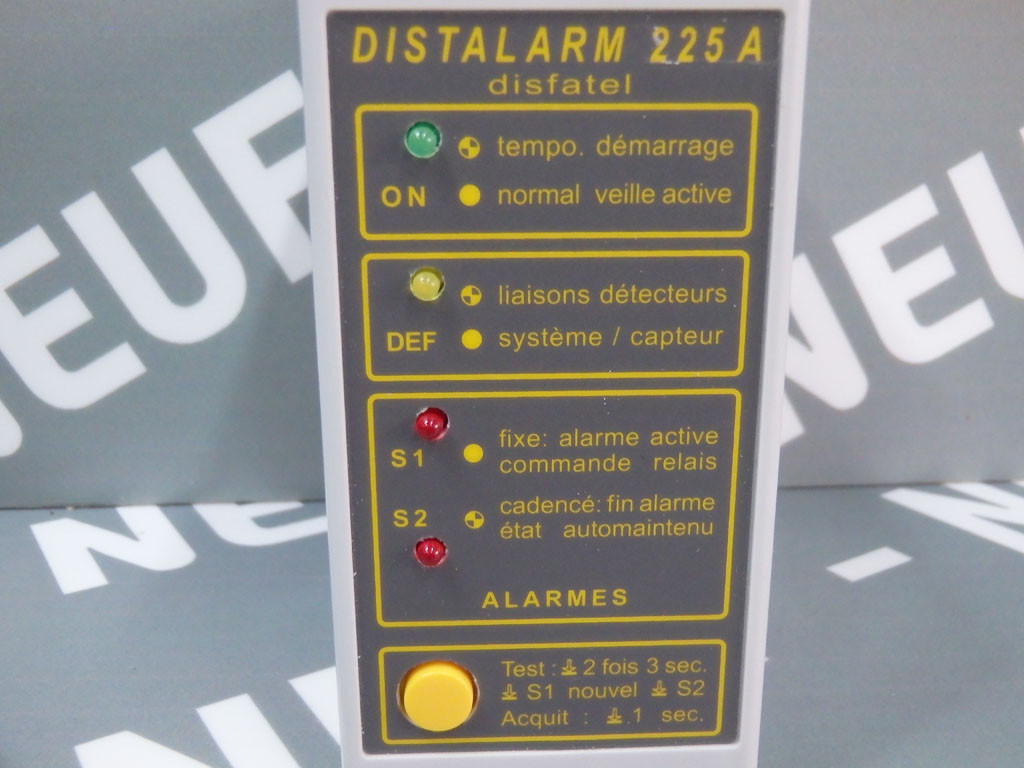 DISTALARM 225 A
disfatel
tempo. démarrage
ON normal veille active
liaisons détecteurs
DEF système / capteur
S1 fixe: alarme active
commande relais
S2 cadencé: fin alarme
état automaintenu
ALARMES
Test : 2 fois 3 sec.
S1 nouvel S2
Acquit : .1 sec.
NEUF
NEU